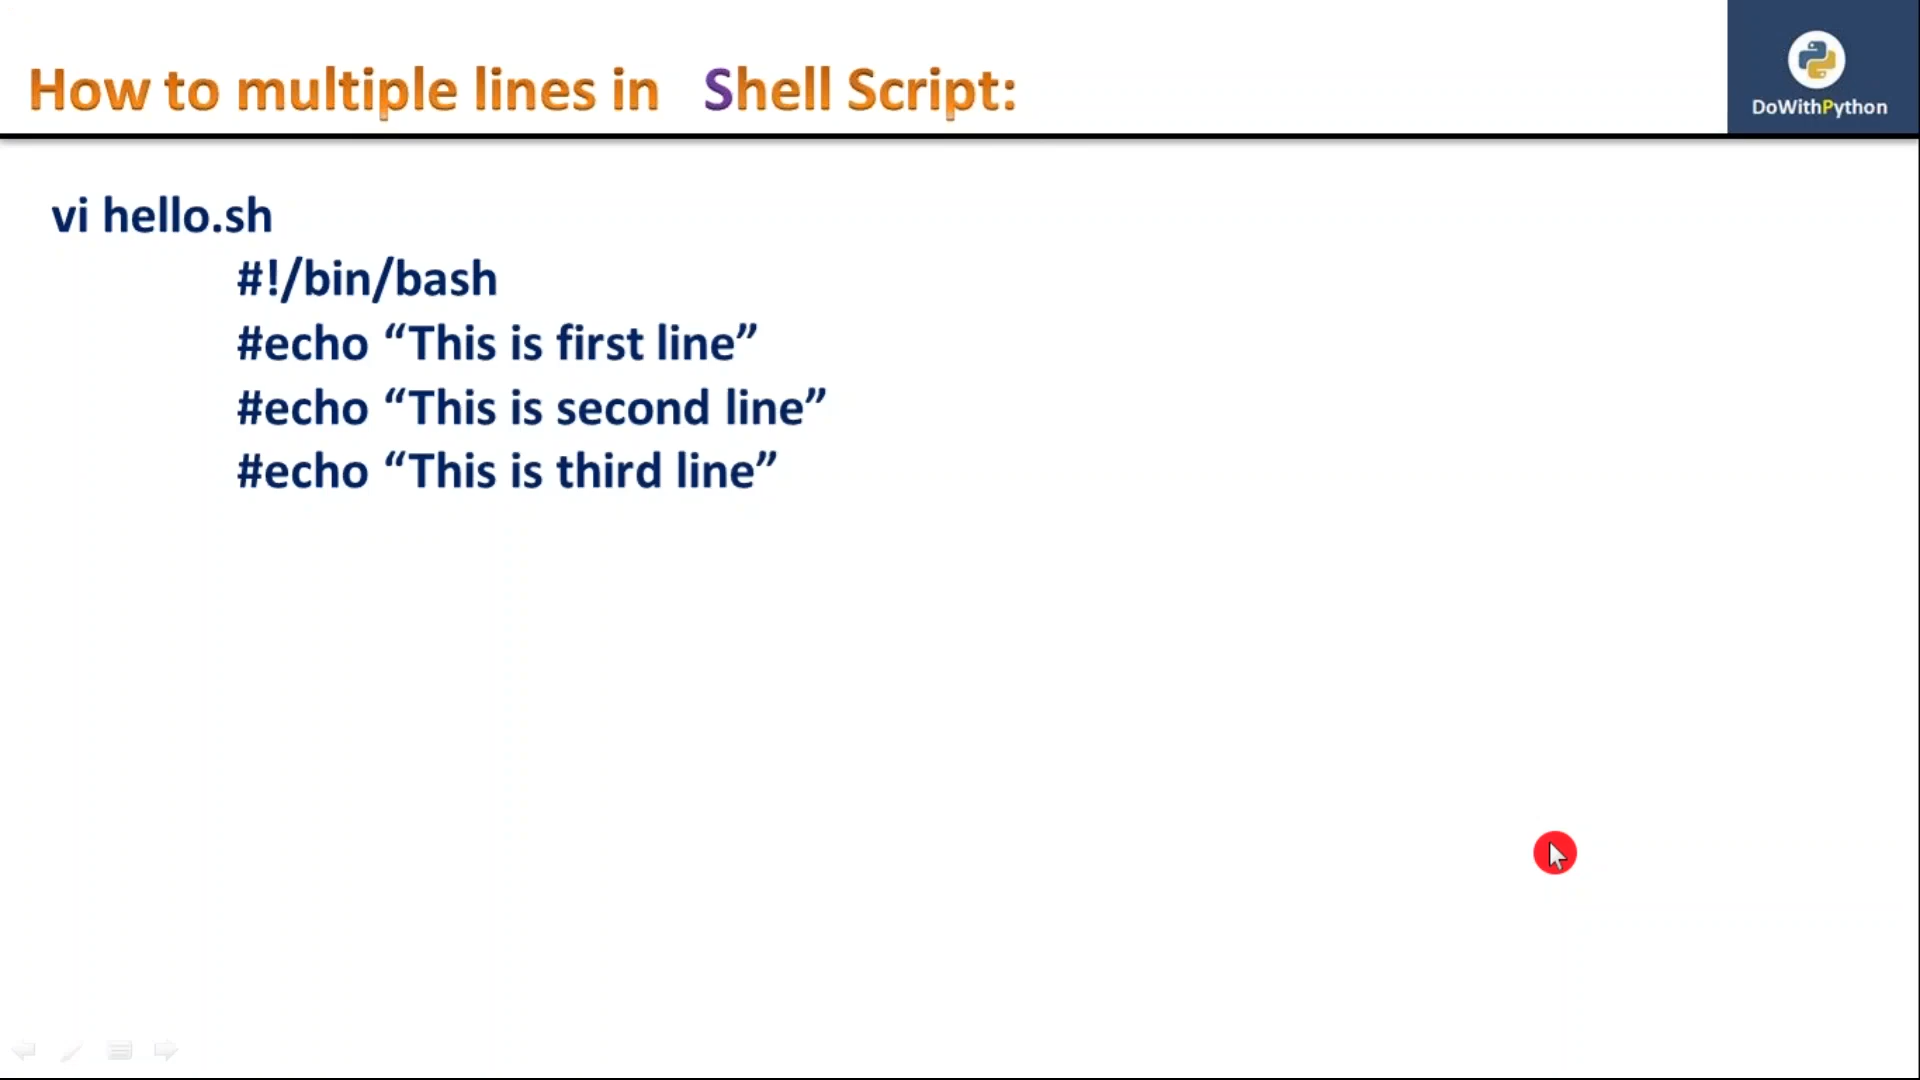 How to multiple lines in Shell Script:
DoWithPython
vi hello.sh
#!/bin/bash
#echo “This is first line”
#echo “This is second line”
#echo “This is third line”